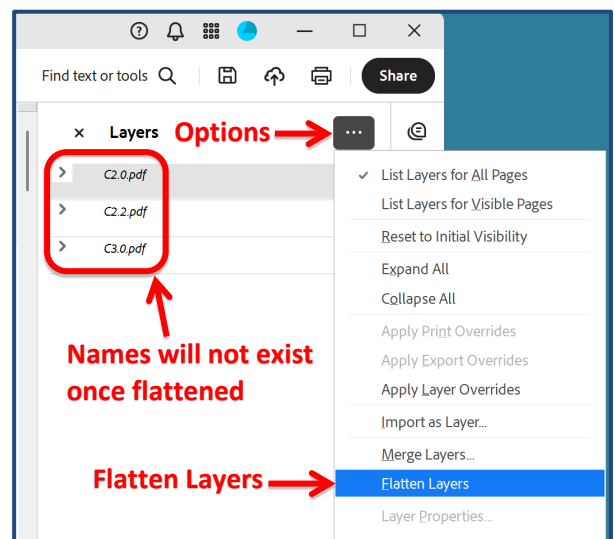 Find text or tools
Share
Layers
Options
C2.0.pdf
C2.2.pdf
C3.0.pdf
Names will not exist
once flattened
Flatten Layers
List Layers for All Pages
List Layers for Visible Pages
Reset to Initial Visibility
Expand All
Collapse All
Apply Print Overrides
Apply Export Overrides
Apply Layer Overrides
Import as Layer...
Merge Layers...
Flatten Layers
Layer Properties...